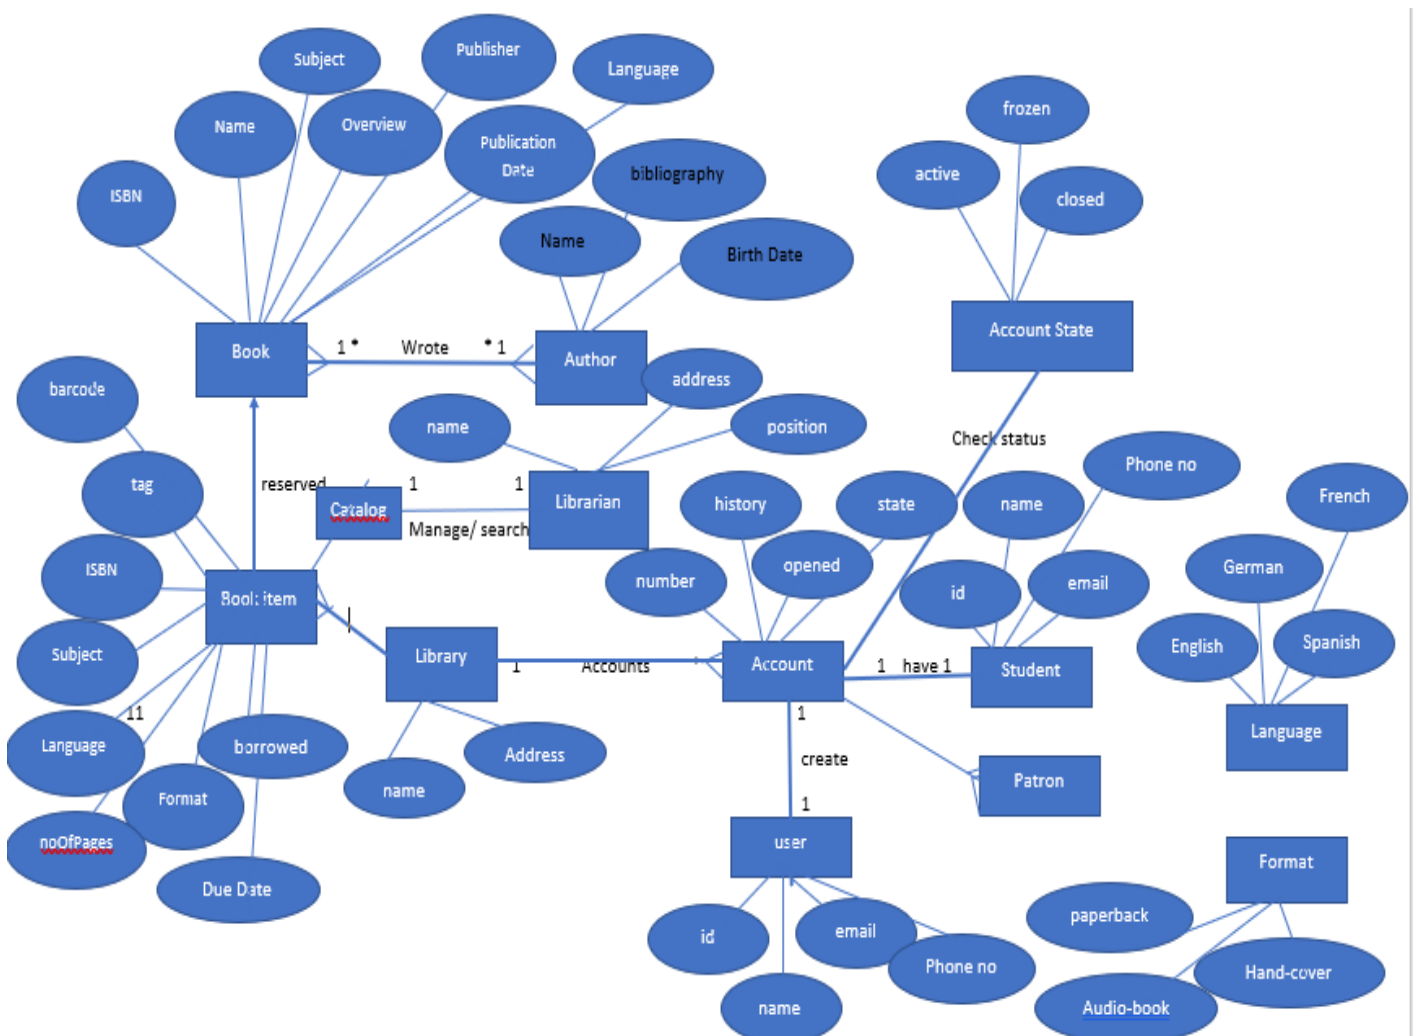 Subject
Publisher
Language
Name
Overview
Publication
Date
ISBN
bibliography
Name
Birth Date
frozen
active
closed
Book
1 *
Wrote
* 1
Author
Account State
barcode
address
name
position
Check status
tag
reserved
Catalog
1
1
Librarian
Manage/ search
history
state
name
Phone no
French
ISBN
number
opened
id
email
German
Book item
Subject
Library
1
Accounts
Account
1
have 1
Student
English
Spanish
Language
11
Language
borrowed
Address
name
1
create
1
Patron
Format
noOfPages
Due Date
user
Format
paperback
id
email
Phone no
name
Hand-cover
Audio-book